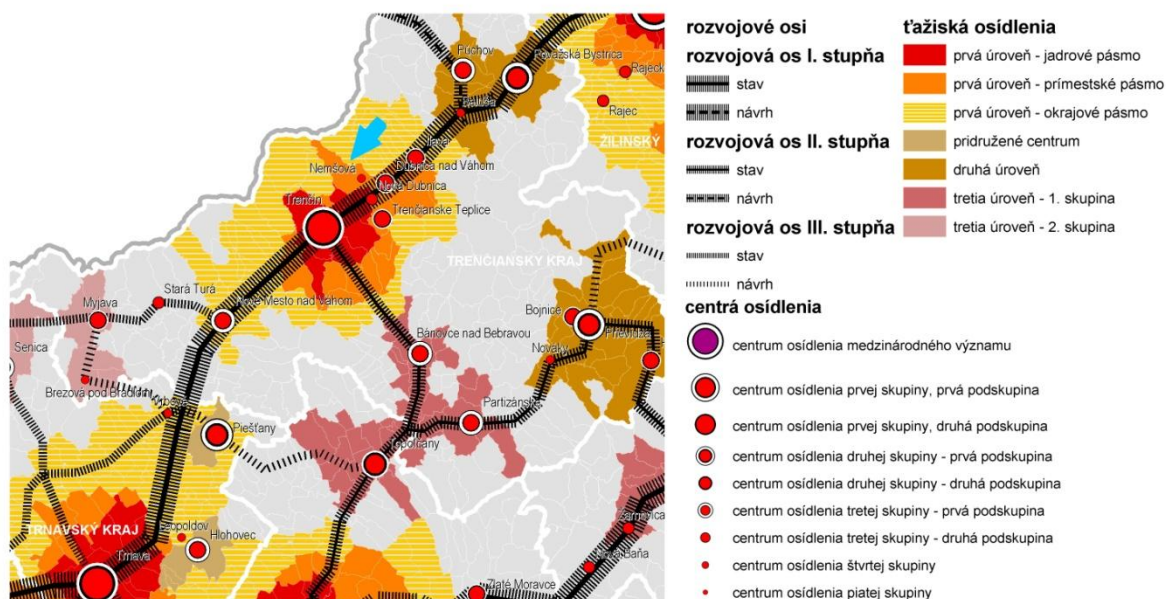 Púchov
Považská Bystrica
Rajec
ŽILINSKÝ
Ilava
Nemšová
Dubnica nad Váhom
Nová Dubnica
Trenčín
Trenčianske Teplice
TRENČIANSKY KRAJ
Stará Turá
Myjava
Nové Mesto nad Váhom
Bojnice
Prievidza
Bánovce nad Bebravou
Senica
Nováky
Brezová pod Bradlom
Partizánske
Piešťany
Topoľčany
TRNAVSKÝ KRAJ
Leopoldov
Hlohovec
Žarnovica
Trnava
Nová Baňa
Zlaté Moravce
rozvojové osi
rozvojová os I. stupňa
stav
návrh
rozvojová os II. stupňa
stav
návrh
rozvojová os III. stupňa
stav
návrh
ťažiská osídlenia
prvá úroveň - jadrové pásmo
prvá úroveň - prímestské pásmo
prvá úroveň - okrajové pásmo
pridružené centrum
druhá úroveň
tretia úroveň - 1. skupina
tretia úroveň - 2. skupina
centrá osídlenia
centrum osídlenia medzinárodného významu
centrum osídlenia prvej skupiny, prvá podskupina
centrum osídlenia prvej skupiny, druhá podskupina
centrum osídlenia druhej skupiny - prvá podskupina
centrum osídlenia druhej skupiny - druhá podskupina
centrum osídlenia tretej skupiny - prvá podskupina
centrum osídlenia tretej skupiny - druhá podskupina
centrum osídlenia štvrtej skupiny
centrum osídlenia piatej skupiny